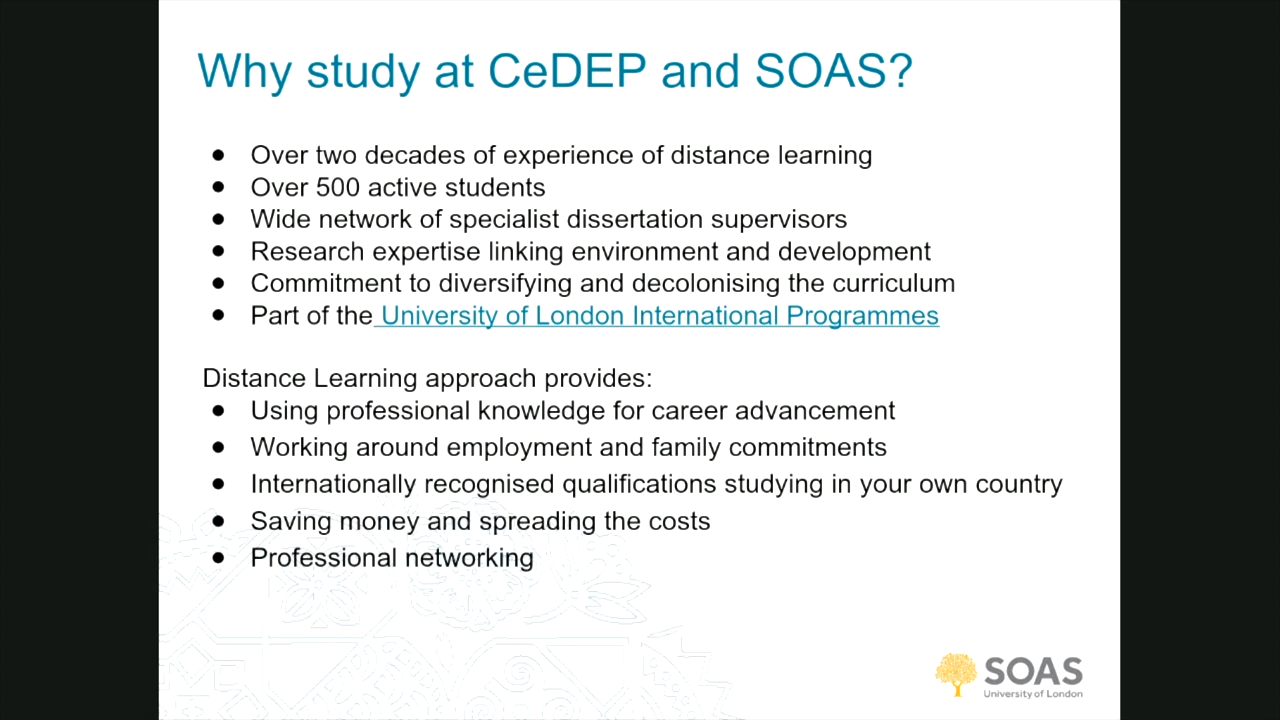 Why study at CeDEP and SOAS?
● Over two decades of experience of distance learning
● Over 500 active students
● Wide network of specialist dissertation supervisors
● Research expertise linking environment and development
● Commitment to diversifying and decolonising the curriculum
● Part of the University of London International Programmes
Distance Learning approach provides:
● Using professional knowledge for career advancement
● Working around employment and family commitments
● Internationally recognised qualifications studying in your own country
● Saving money and spreading the costs
● Professional networking
SOAS
University of London